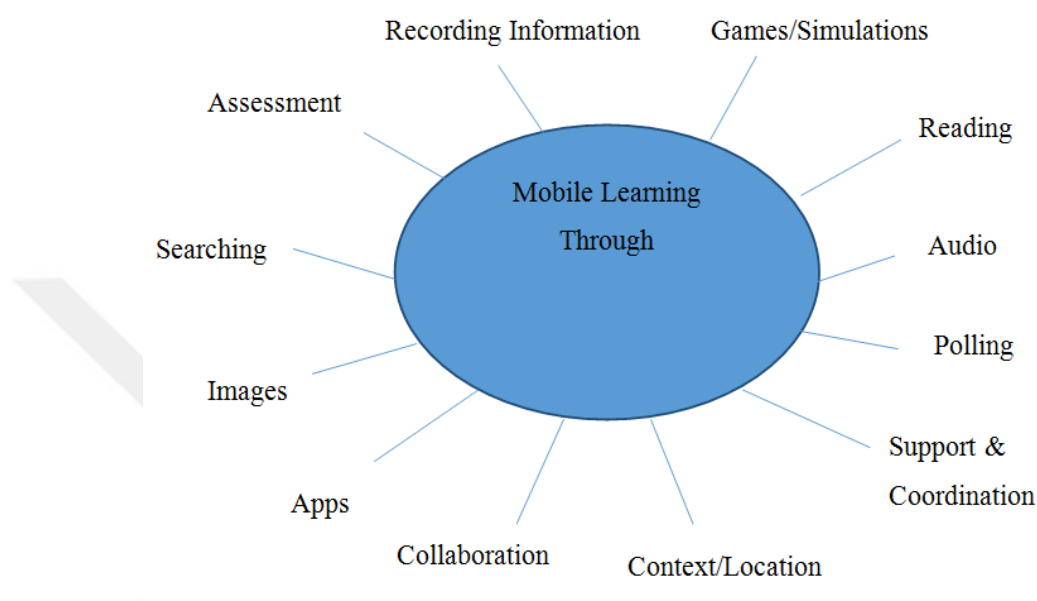 Recording Information
Games/Simulations
Assessment
Reading
Mobile Learning
Through
Searching
Audio
Polling
Images
Support &
Coordination
Apps
Collaboration
Context/Location